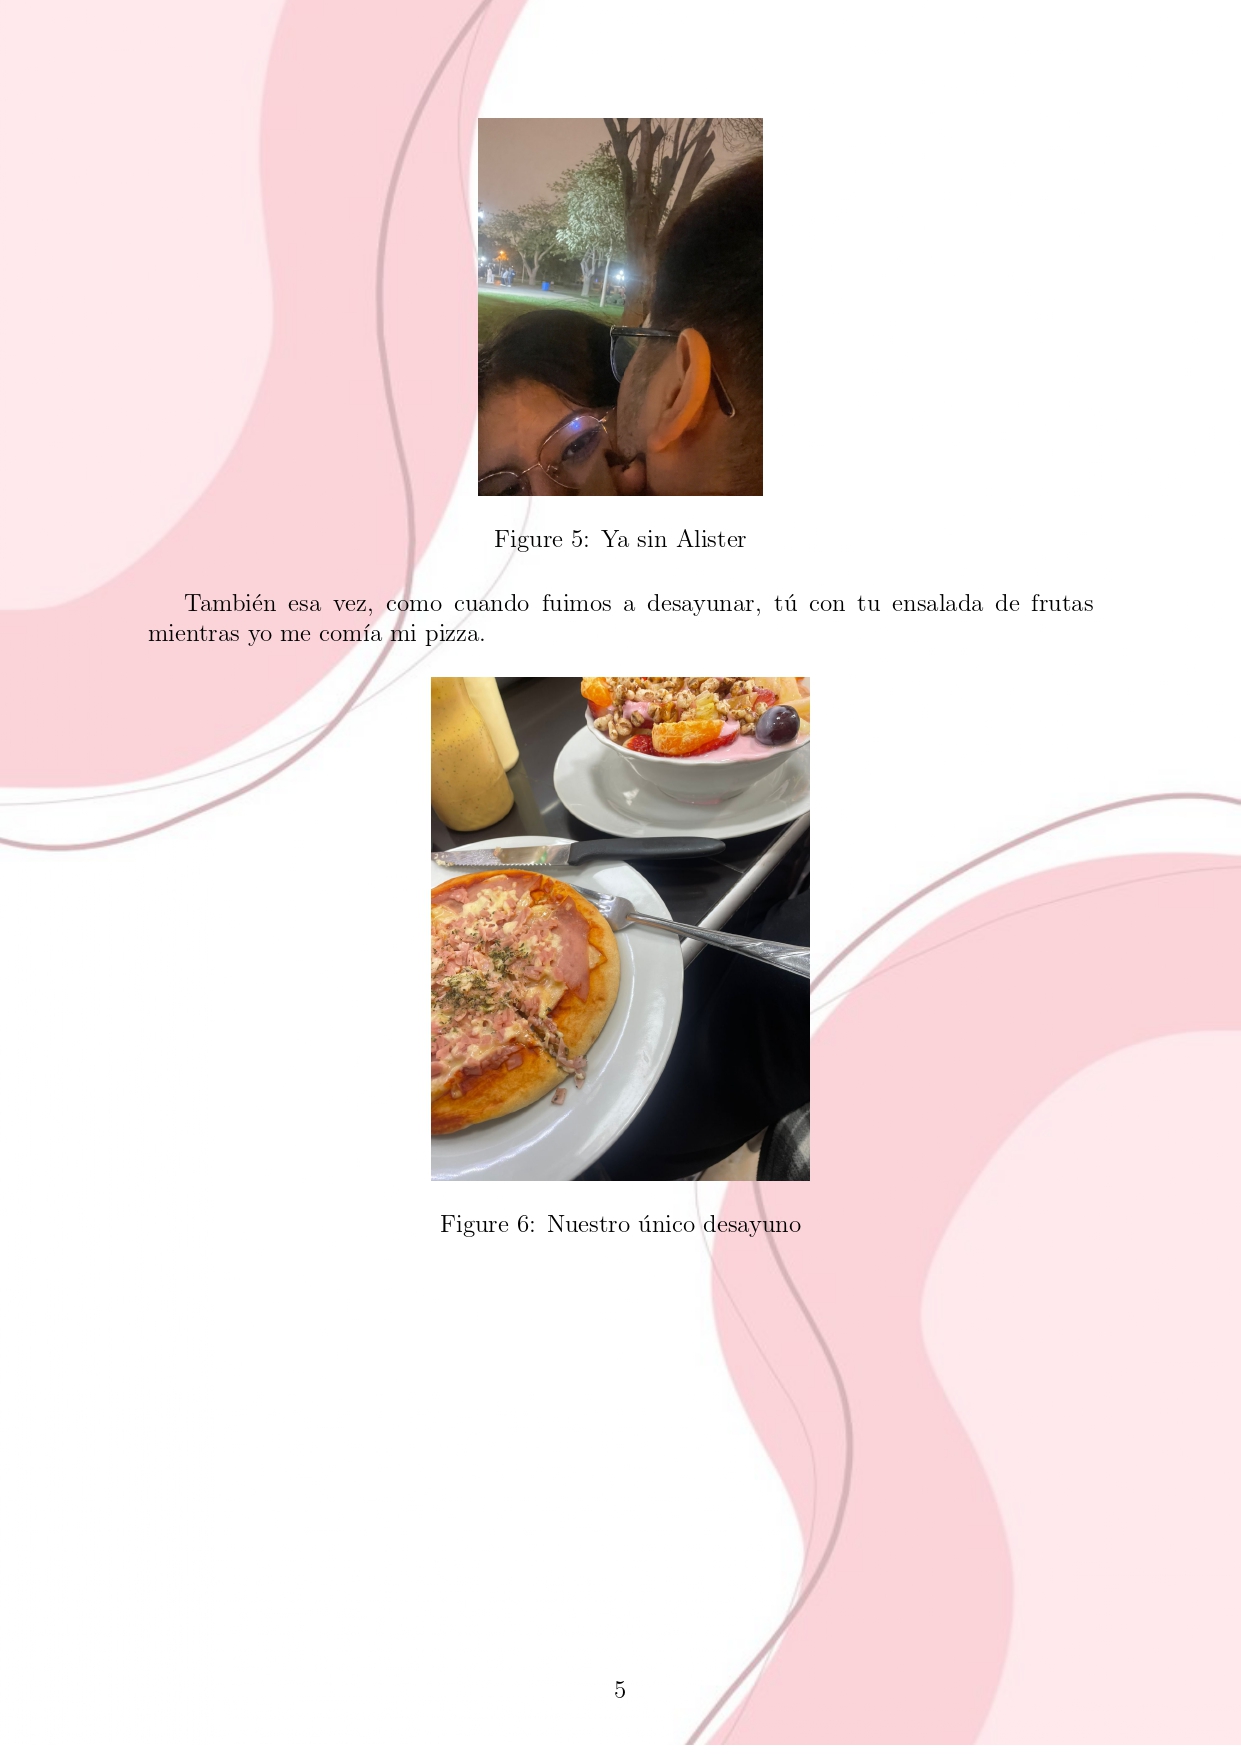 Figure 5: Ya sin Alister
También esa vez, como cuando fuimos a desayunar, tú con tu ensalada de frutas
mientras yo me comía mi pizza.
Figure 6: Nuestro único desayuno
5